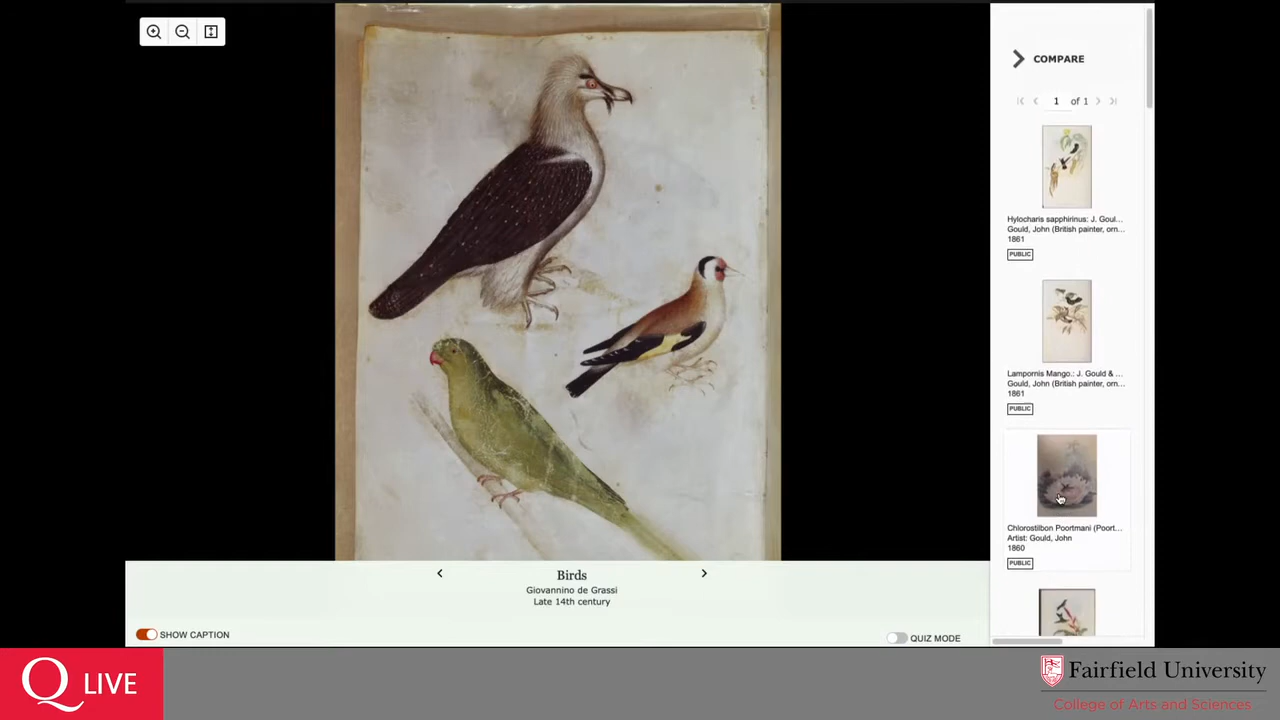 COMPARE
1 of 1
Hylocharis sapphirinus: J. Goul...
Gould, John (British painter, orn...
1861
PUBLIC
Lampornis Mango.: J. Gould & ...
Gould, John (British painter, orn...
1861
PUBLIC
Chlorostilbon Poortmani (Poort...
Artist: Gould, John
1860
PUBLIC
Birds
Giovannino de Grassi
Late 14th century
SHOW CAPTION
QUIZ MODE
Q LIVE
Fairfield University
College of Arts and Sciences